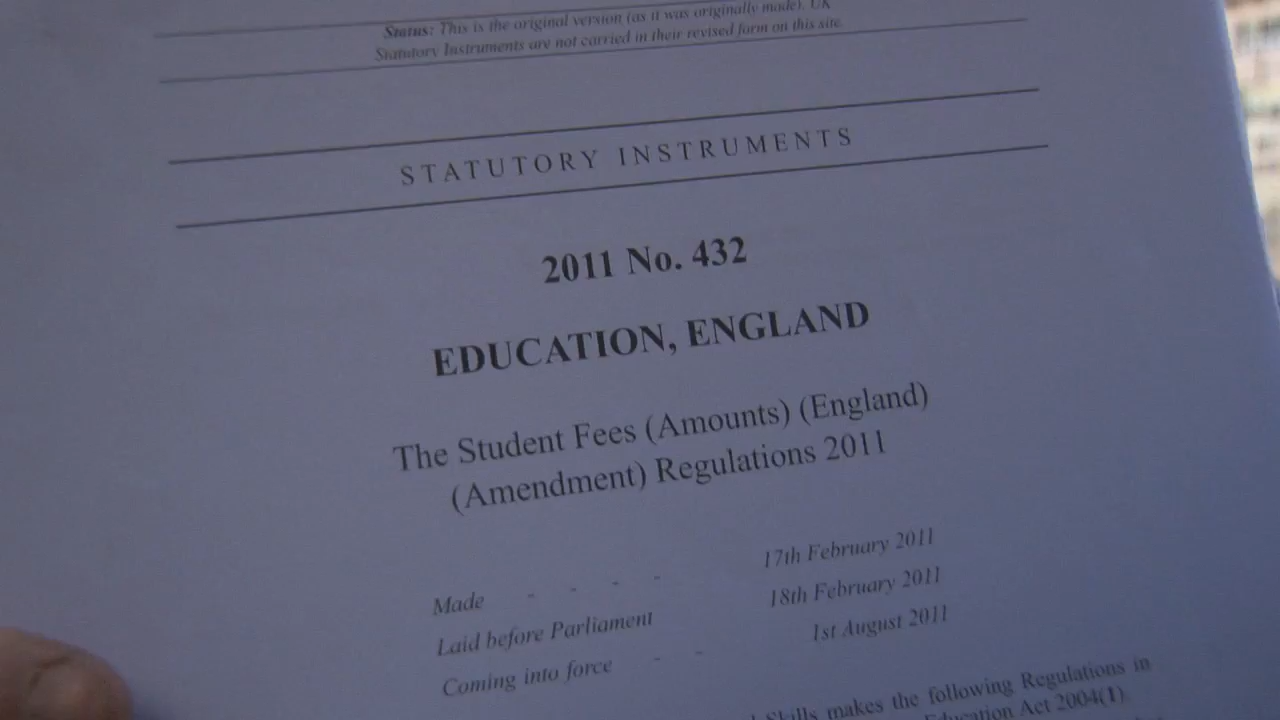 Status: This is the original version (as it was originally made). UK
Statutory Instruments are not carried in their revised form on this site.
STATUTORY INSTRUMENTS
2011 No. 432
EDUCATION, ENGLAND
The Student Fees (Amounts) (England)
(Amendment) Regulations 2011
Made - - - - 17th February 2011
Laid before Parliament 18th February 2011
Coming into force - - 1st August 2011
Skills makes the following Regulations in
Education Act 2004(1).